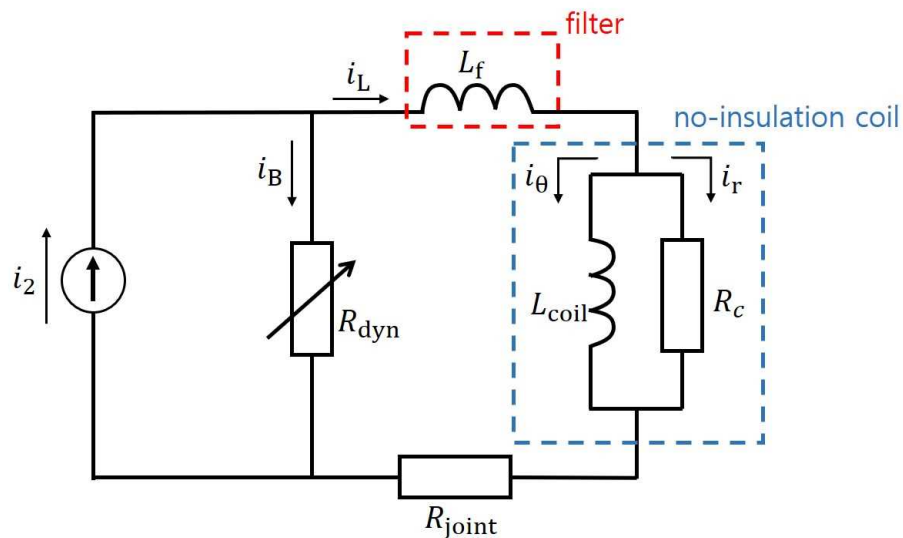 filter
i_L
L_f
no-insulation coil
i_B
i_θ
i_r
i_2
R_dyn
L_coil
R_c
R_joint